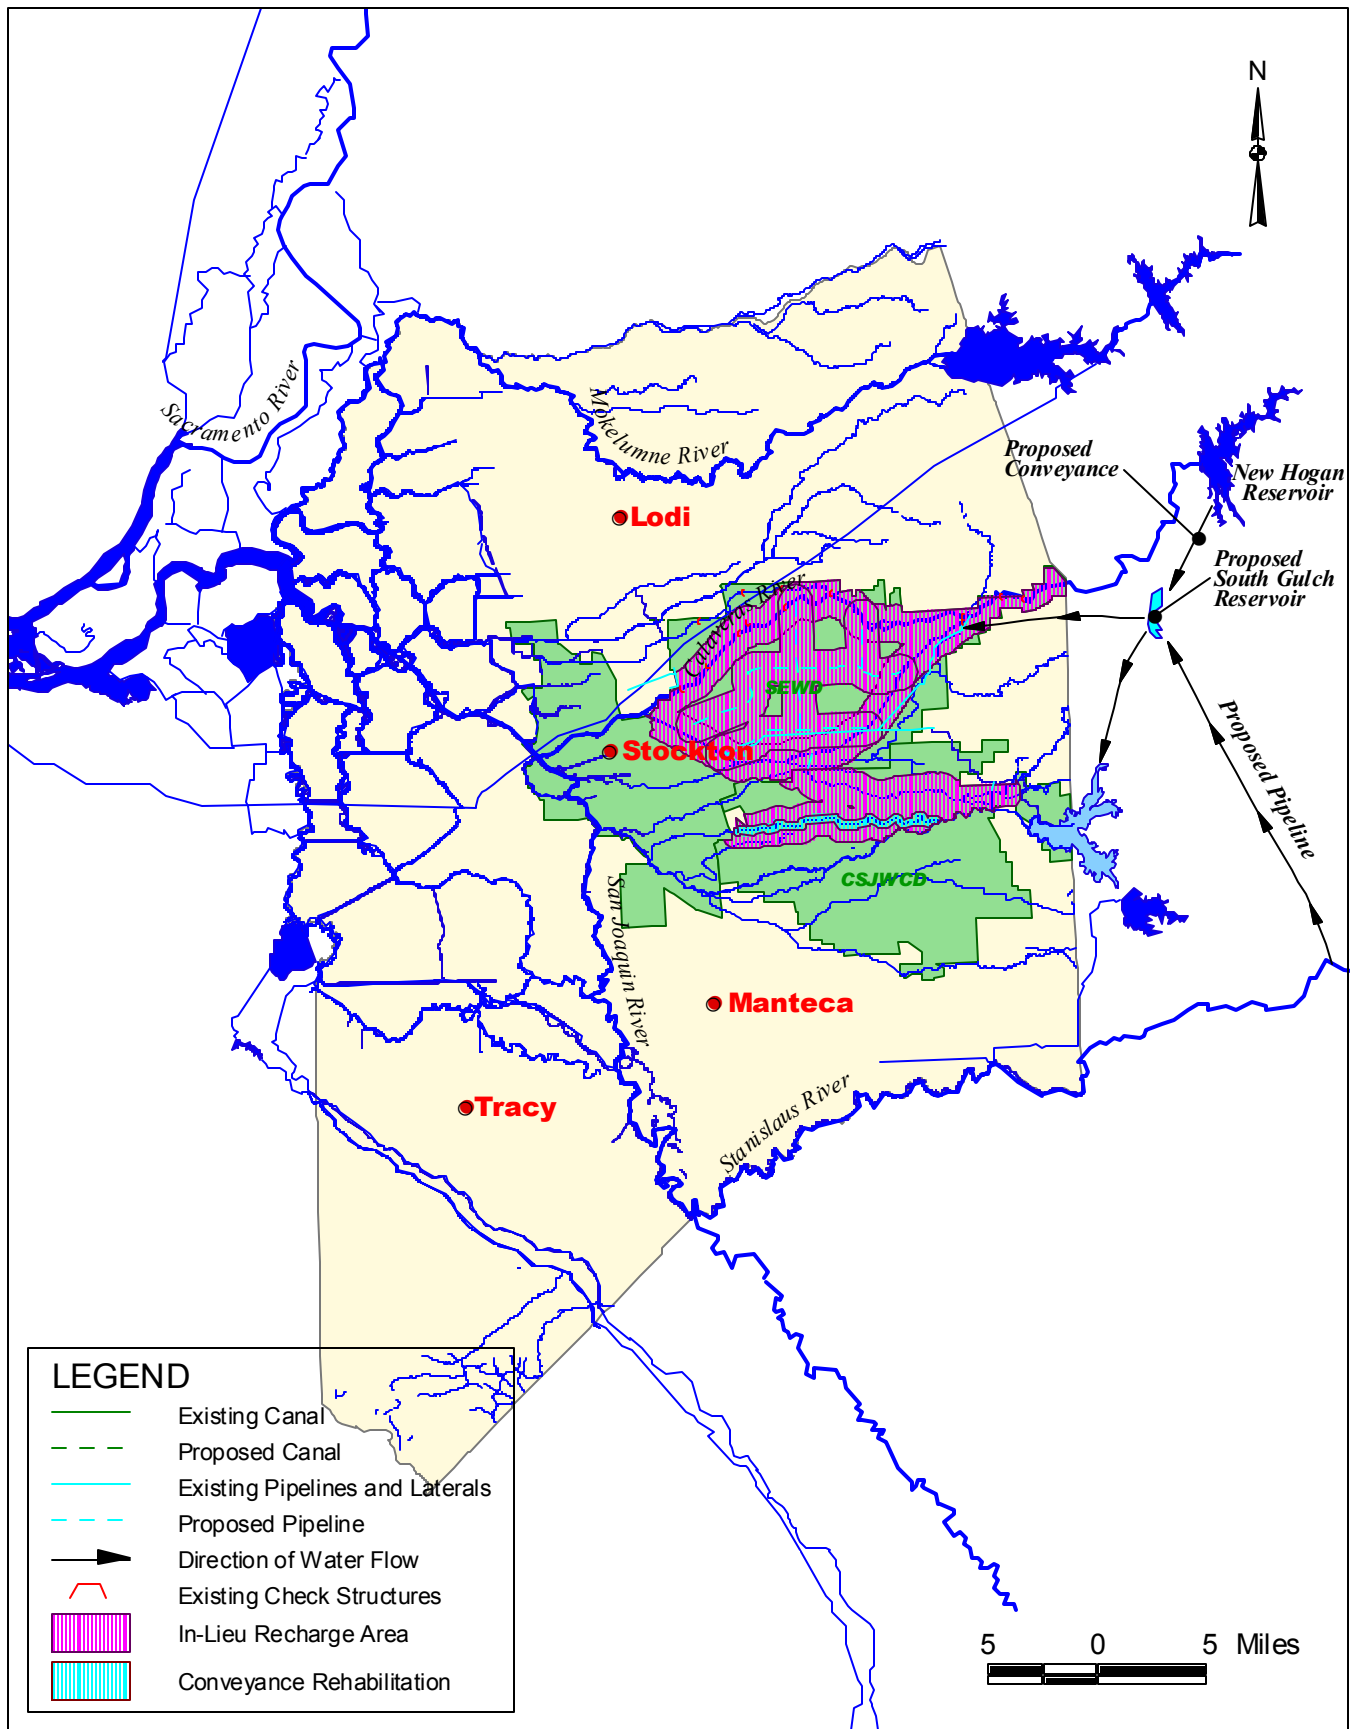 N
Sacramento River
Mokelumne River
Proposed
Conveyance
New Hogan
Reservoir
Lodi
Proposed
South Gulch
Reservoir
Calaveras River
SEWD
Stockton
Proposed Pipeline
CSJWCD
San Joaquin River
Manteca
Stanislaus River
Tracy
LEGEND
Existing Canal
Proposed Canal
Existing Pipelines and Laterals
Proposed Pipeline
Direction of Water Flow
Existing Check Structures
In-Lieu Recharge Area
Conveyance Rehabilitation
5 0 5 Miles